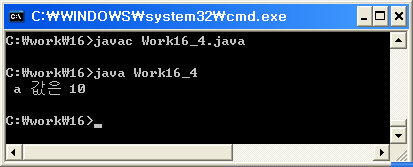 C:₩WINDOWS₩system32₩cmd.exe
C:₩work₩16>javac Work16_4.java
C:₩work₩16>java Work16_4
a 값은 10
C:₩work₩16>_